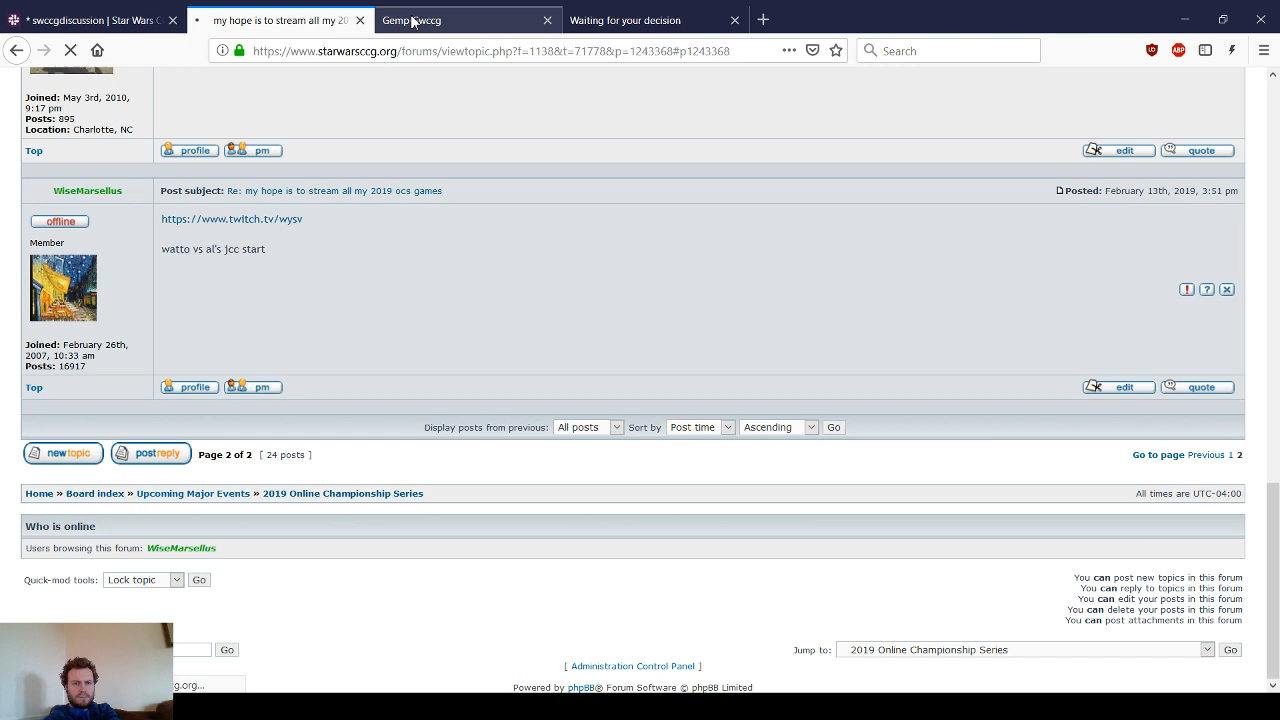 *swccgdiscussion | Star Wars C
my hope is to stream all my 20
Gemp-Swccg
Waiting for your decision
https://www.starwarsccg.org/forums/viewtopic.php?f=1138&t=71778&p=1243368#p1243368
Search
Joined: May 3rd, 2010,
9:17 pm
Posts: 895
Location: Charlotte, NC
Top
profile
pm
edit
quote
WiseMarsellus
Post subject: Re: my hope is to stream all my 2019 ocs games
Posted: February 13th, 2019, 3:51 pm
offline
Member
https://www.twitch.tv/wysv
watto vs al's jcc start
Joined: February 26th,
2007, 10:33 am
Posts: 16917
Top
profile
pm
edit
quote
Display posts from previous: All posts Sort by Post time Ascending Go
newtopic
postreply
Page 2 of 2 [ 24 posts ]
Go to page Previous 1 2
Home » Board index » Upcoming Major Events » 2019 Online Championship Series
All times are UTC-04:00
Who is online
Users browsing this forum: WiseMarsellus
Quick-mod tools: Lock topic Go
You can post new topics in this forum
You can reply to topics in this forum
You can edit your posts in this forum
You can delete your posts in this forum
You can post attachments in this forum
Go
Jump to: 2019 Online Championship Series Go
[ Administration Control Panel ]
cg.org...
Powered by phpBB® Forum Software © phpBB Limited